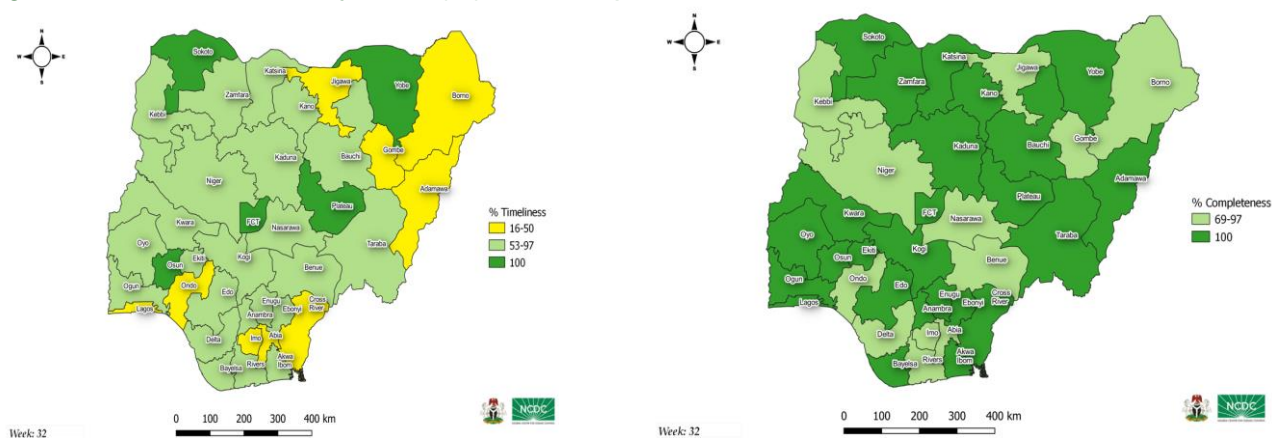 N
W E
S
Sokoto
Katsina
Jigawa
Yobe
Borno
Zamfara
Kano
Kebbi
Kaduna
Bauchi
Gombe
Adamawa
Niger
Plateau
FCT
Kwara
Nasarawa
Oyo
Kogi
Taraba
Osun
Ekiti
Benue
Ogun
Ondo
Edo
Lagos
Enugu
Anambra
Ebonyi
Cross
River
Delta
Imo
Abia
Bayelsa
Rivers
Akwa
Ibom
% Timeliness
16-50
53-97
100
0 100 200 300 400 km
Week: 32
NCDC
N
W E
S
Sokoto
Katsina
Jigawa
Yobe
Borno
Zamfara
Kano
Kebbi
Kaduna
Bauchi
Gombe
Adamawa
Niger
Plateau
FCT
Kwara
Nasarawa
Oyo
Kogi
Taraba
Osun
Ekiti
Benue
Ogun
Ondo
Edo
Lagos
Enugu
Anambra
Ebonyi
Cross
River
Delta
Imo
Abia
Bayelsa
Rivers
Akwa
Ibom
% Completeness
69-97
100
0 100 200 300 400 km
Week: 32
NCDC